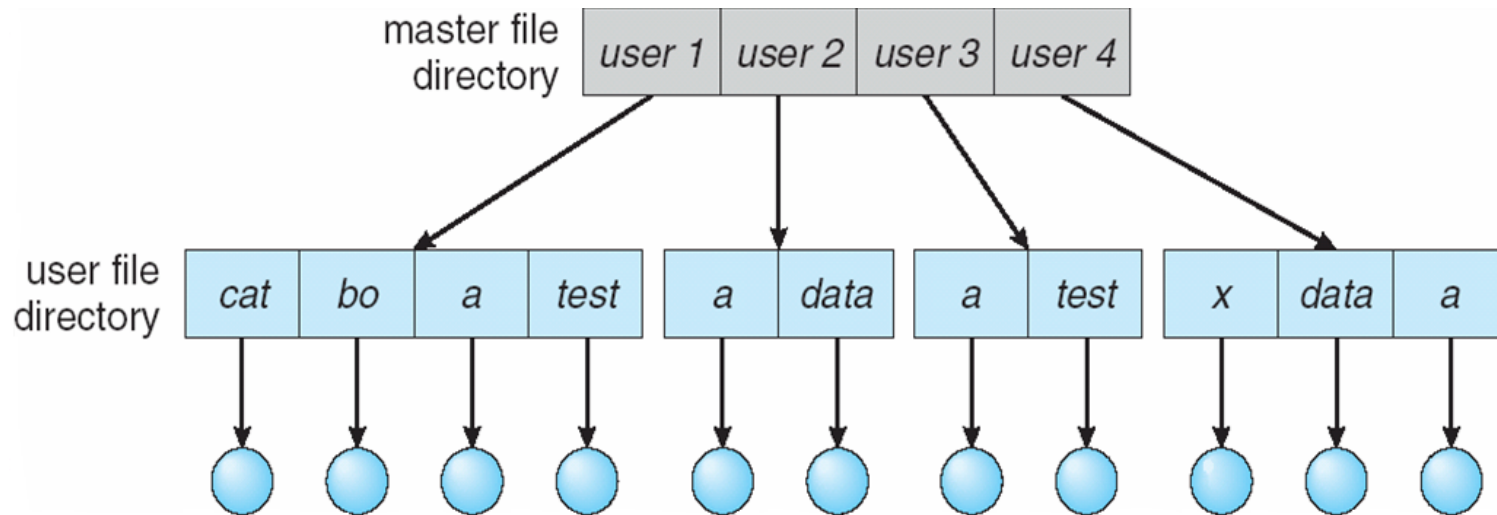 master file
directory
user 1 user 2 user 3 user 4
user file
directory
cat bo a test a data a test x data a